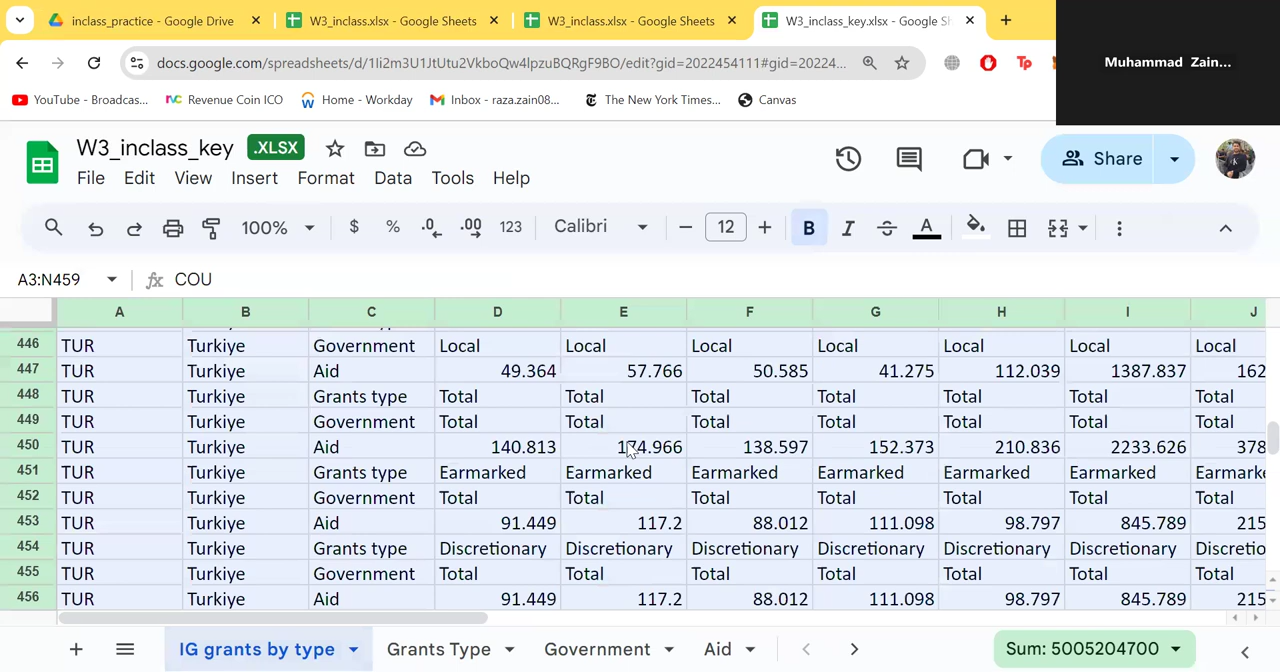 inclass_practice - Google Drive
W3_inclass.xlsx - Google Sheets
W3_inclass.xlsx - Google Sheets
W3_inclass_key.xlsx - Google Sh
Muhammad Zain...
docs.google.com/spreadsheets/d/1Ii2m3U1JtUtu2VkboQw4lpzuBQRgF9BO/edit?gid=2022454111#gid=20224...
YouTube - Broadcas...
Revenue Coin ICO
Home - Workday
Inbox - raza.zain08...
The New York Times...
Canvas
W3_inclass_key .XLSX
File Edit View Insert Format Data Tools Help
Share
100% $ % .0 .00 123 Calibri 12 B I A
A3:N459 fx COU
A B C D E F G H I J
446 TUR Turkiye Government Local Local Local Local Local Local Local
447 TUR Turkiye Aid 49.364 57.766 50.585 41.275 112.039 1387.837 162
448 TUR Turkiye Grants type Total Total Total Total Total Total Total
449 TUR Turkiye Government Total Total Total Total Total Total Total
450 TUR Turkiye Aid 140.813 174.966 138.597 152.373 210.836 2233.626 378
451 TUR Turkiye Grants type Earmarked Earmarked Earmarked Earmarked Earmarked Earmarked Earmarke
452 TUR Turkiye Government Total Total Total Total Total Total Total
453 TUR Turkiye Aid 91.449 117.2 88.012 111.098 98.797 845.789 215
454 TUR Turkiye Grants type Discretionary Discretionary Discretionary Discretionary Discretionary Discretionary Discretio
455 TUR Turkiye Government Total Total Total Total Total Total Total
456 TUR Turkiye Aid 91.449 117.2 88.012 111.098 98.797 845.789 215
IG grants by type Grants Type Government Aid Sum: 5005204700